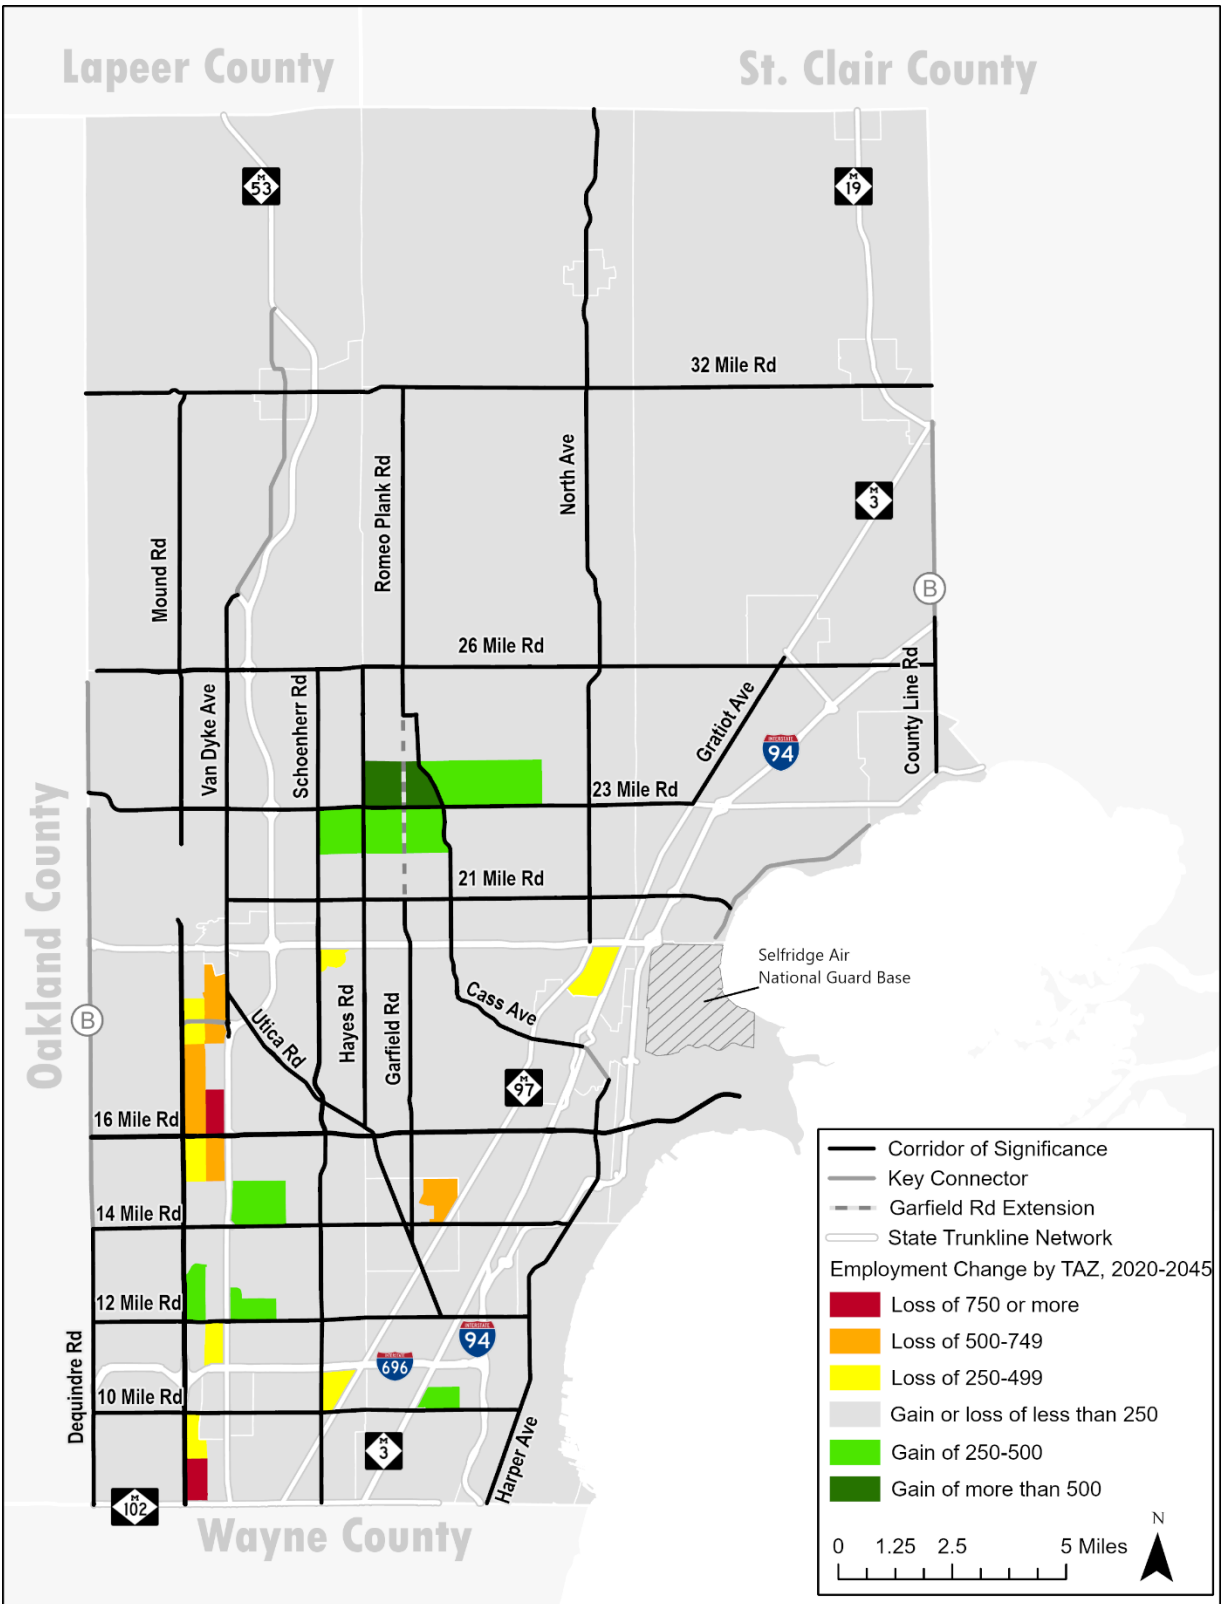 Lapeer County
St. Clair County
M
53
M
19
32 Mile Rd
North Ave
Romeo Plank Rd
M
3
Mound Rd
B
26 Mile Rd
County Line Rd
Schoenherr Rd
Van Dyke Ave
Gratiot Ave
INTERSTATE
94
23 Mile Rd
Oakland County
21 Mile Rd
Selfridge Air
National Guard Base
B
Cass Ave
Utica Rd
Hayes Rd
Garfield Rd
M
97
16 Mile Rd
14 Mile Rd
12 Mile Rd
INTERSTATE
94
INTERSTATE
696
Dequindre Rd
10 Mile Rd
Harper Ave
M
3
M
102
Wayne County
Corridor of Significance
Key Connector
Garfield Rd Extension
State Trunkline Network
Employment Change by TAZ, 2020-2045
Loss of 750 or more
Loss of 500-749
Loss of 250-499
Gain or loss of less than 250
Gain of 250-500
Gain of more than 500
N
0 1.25 2.5 5 Miles